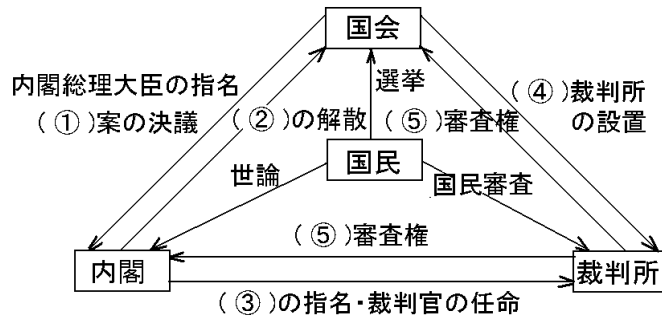 国会
内閣総理大臣の指名
(①)案の決議
(②)の解散
選挙
(⑤)審査権
(④)裁判所
の設置
国民
世論
国民審査
(⑤)審査権
内閣
裁判所
(③)の指名・裁判官の任命